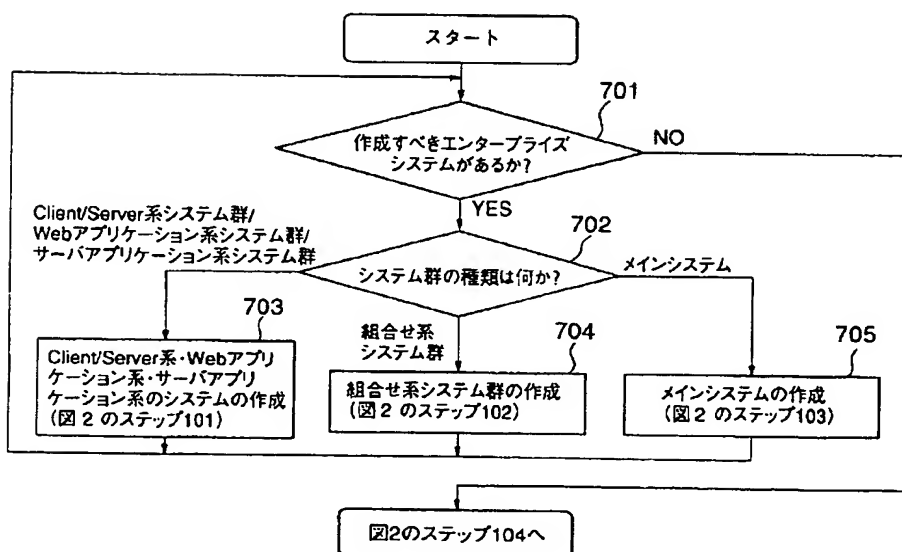 スタート
701
作成すべきエンタープライズ
システムがあるか?
NO
YES
Client/Server系システム群/
Webアプリケーション系システム群/
サーバアプリケーション系システム群
702
システム群の種類は何か?
メインシステム
703
Client/Server系・Webアプリ
ケーション系・サーバアプリ
ケーション系のシステムの作成
(図2のステップ101)
組合せ系
システム群
704
組合せ系システム群の作成
(図2のステップ102)
705
メインシステムの作成
(図2のステップ103)
図2のステップ104へ